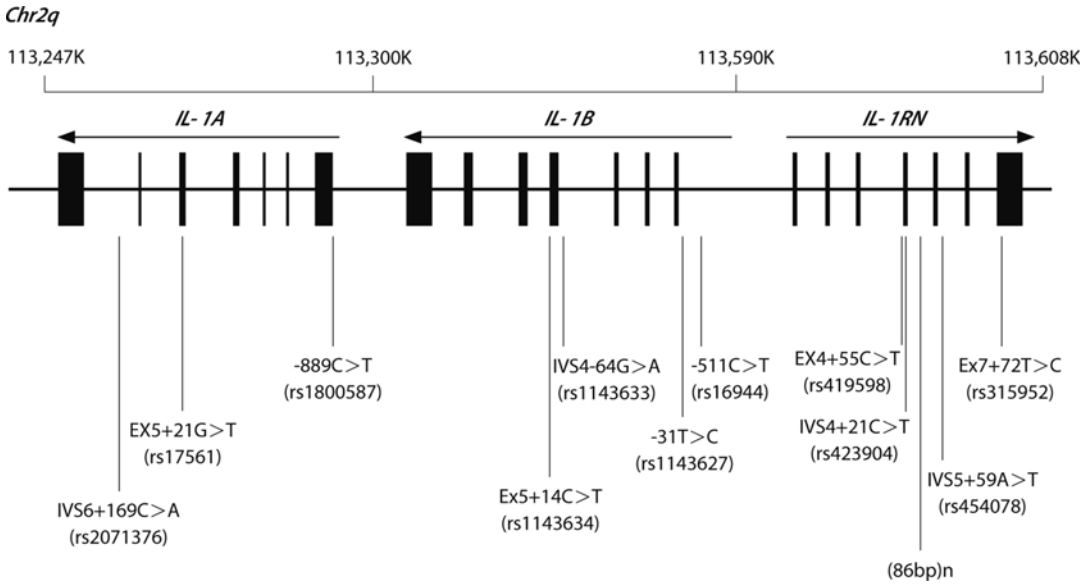 Chr2q
113,247K 113,300K 113,590K 113,608K
IL- 1A IL- 1B IL- 1RN
-889C>T
(rs1800587)
IVS4-64G>A
(rs1143633)
-511C>T
(rs16944)
EX4+55C>T
(rs419598)
Ex7+72T>C
(rs315952)
EX5+21G>T
(rs17561)
-31T>C
(rs1143627)
IVS4+21C>T
(rs423904)
IVS6+169C>A
(rs2071376)
Ex5+14C>T
(rs1143634)
IVS5+59A>T
(rs454078)
(86bp)n